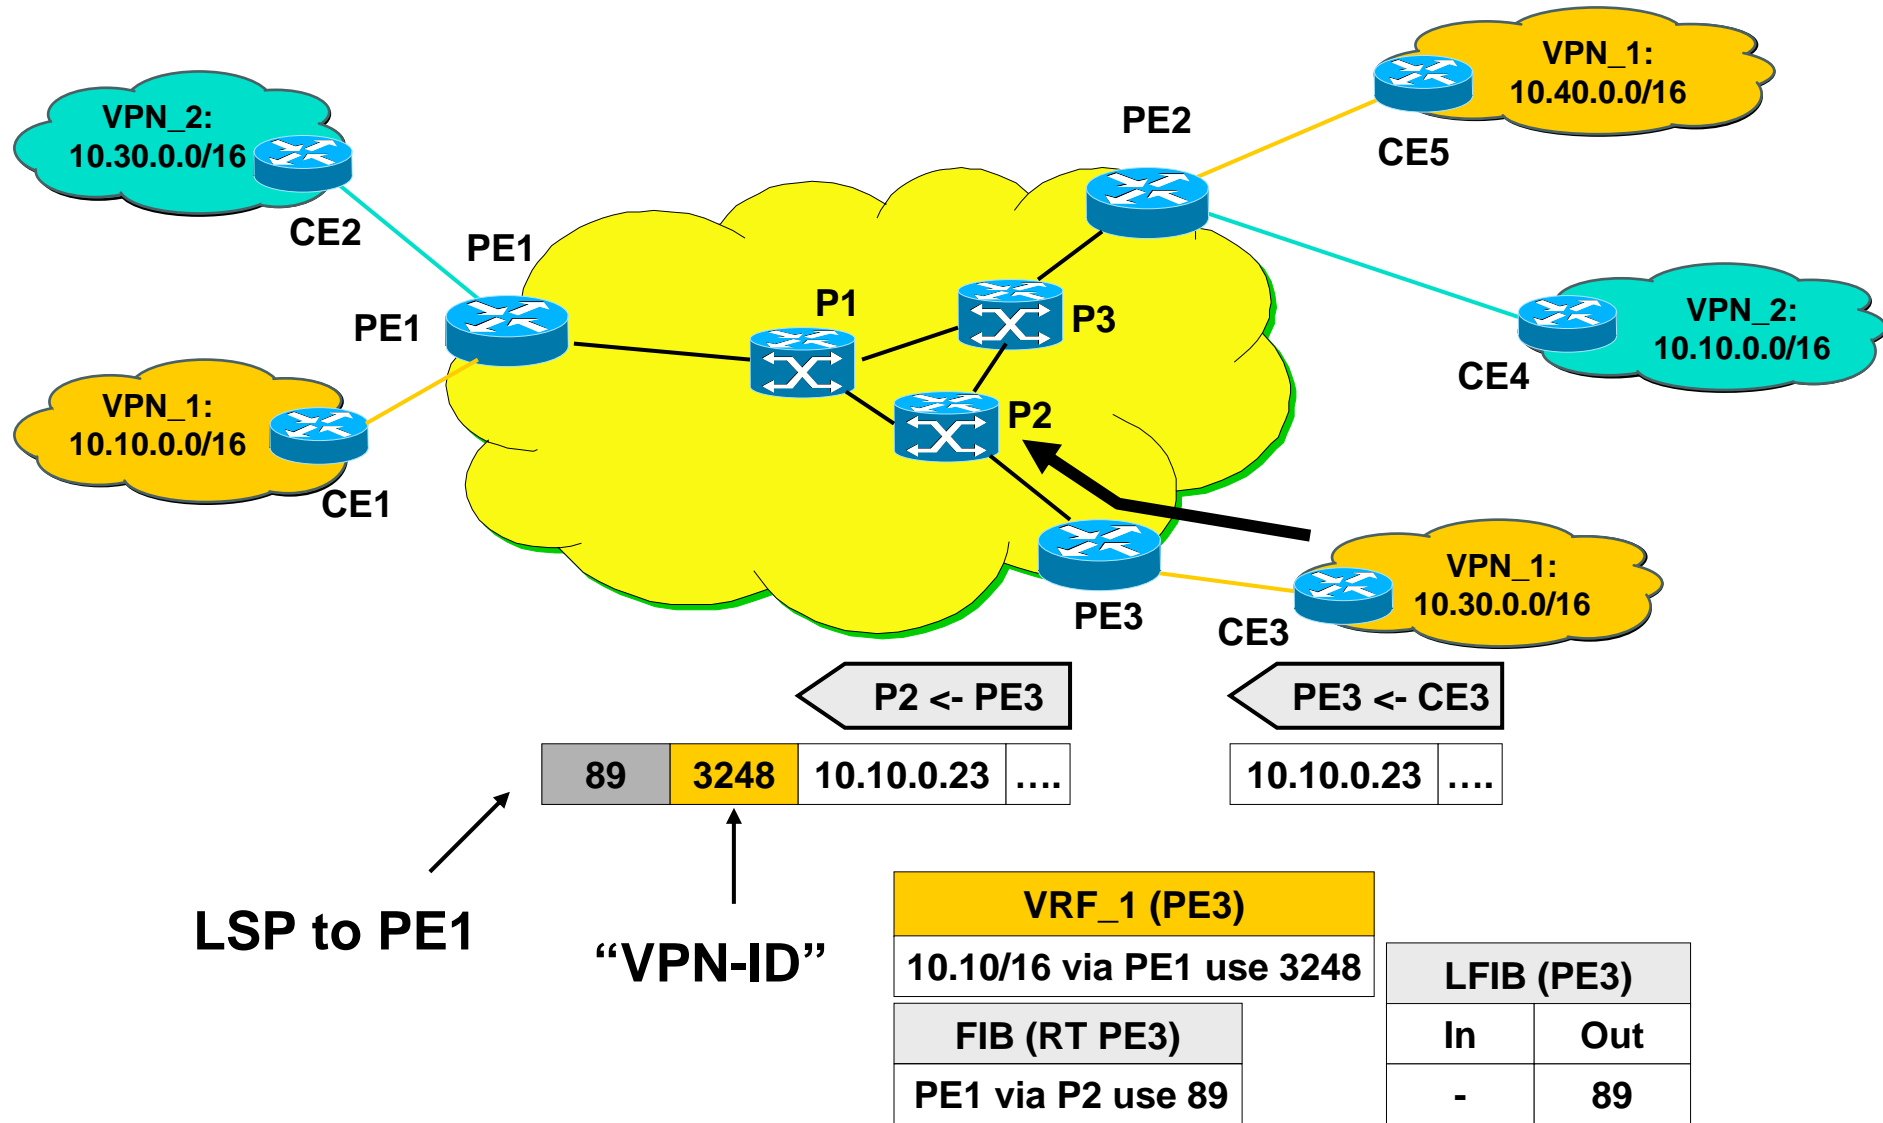 VPN_1:
10.40.0.0/16
VPN_2:
10.30.0.0/16
PE2
CE5
CE2
PE1
P1
PE1
P3
VPN_2:
10.10.0.0/16
CE4
VPN_1:
10.10.0.0/16
P2
CE1
VPN_1:
10.30.0.0/16
PE3
CE3
P2 <- PE3
PE3 <- CE3
89 3248 10.10.0.23 ....
10.10.0.23 ....
LSP to PE1
“VPN-ID”
VRF_1 (PE3)
10.10/16 via PE1 use 3248
FIB (RT PE3)
PE1 via P2 use 89
LFIB (PE3)
In Out
- 89